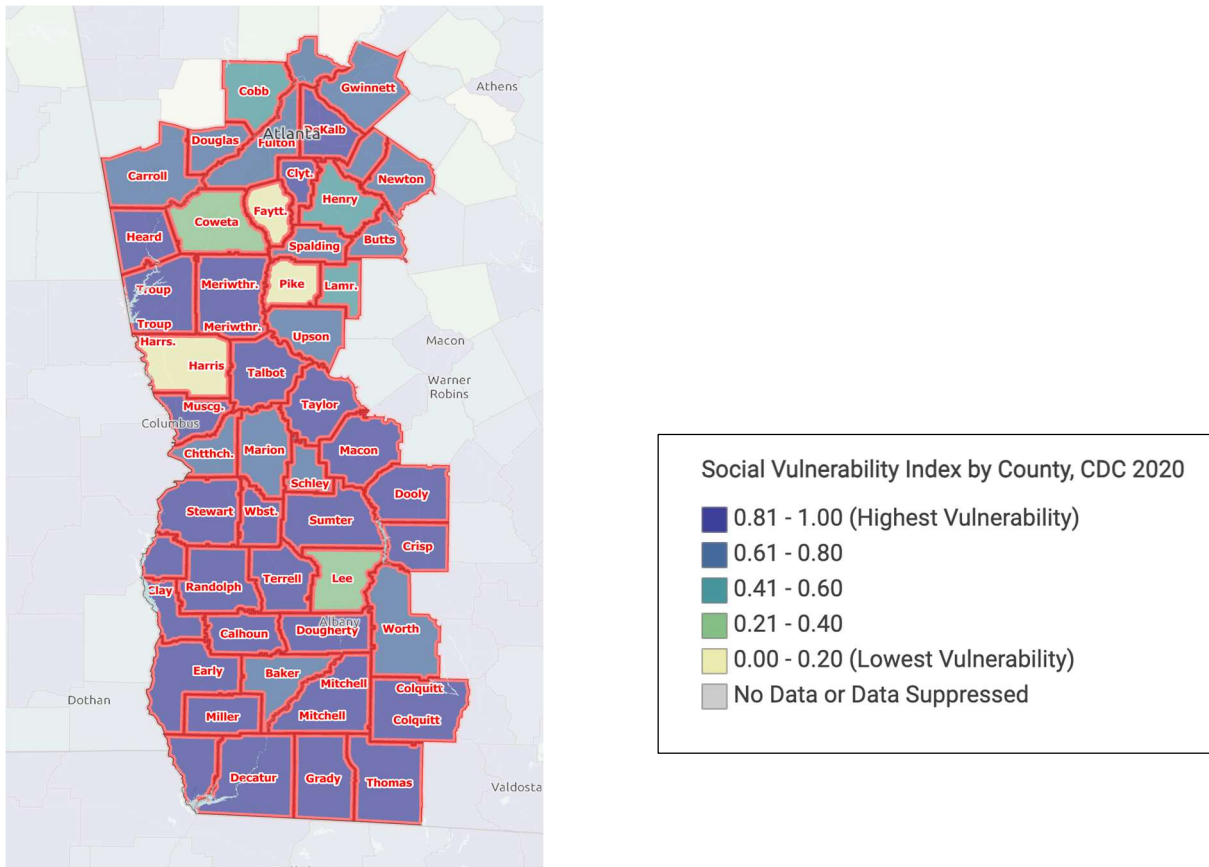 Cobb
Gwinnett
Athens
Atlanta
DeKalb
Douglas
Fulton
Carroll
Clyt.
Newton
Henry
Faytt.
Coweta
Heard
Spalding
Butts
Troup
Meriwthr.
Pike
Lamr.
Troup
Meriwthr.
Upson
Harrs.
Macon
Harris
Talbot
Warner
Robins
Muscg.
Taylor
Columbus
Chtthch.
Marion
Macon
Schley
Dooly
Stewart
Wbst.
Sumter
Crisp
Clay
Randolph
Terrell
Lee
Albany
Calhoun
Dougherty
Worth
Early
Baker
Mitchell
Colquitt
Dothan
Miller
Mitchell
Colquitt
Decatur
Grady
Thomas
Valdosta
Social Vulnerability Index by County, CDC 2020
0.81 - 1.00 (Highest Vulnerability)
0.61 - 0.80
0.41 - 0.60
0.21 - 0.40
0.00 - 0.20 (Lowest Vulnerability)
No Data or Data Suppressed